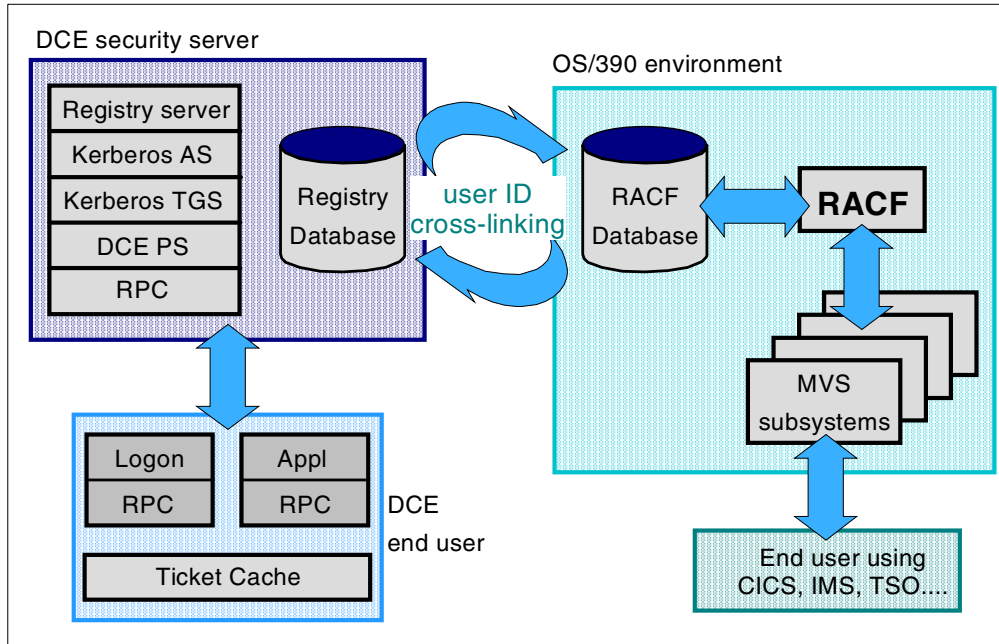 DCE security server
Registry server
Kerberos AS
Kerberos TGS
DCE PS
RPC
Registry
Database
user ID
cross-linking
OS/390 environment
RACF
Database
RACF
MVS
subsystems
Logon
RPC
Appl
RPC
DCE
end user
Ticket Cache
End user using
CICS, IMS, TSO....